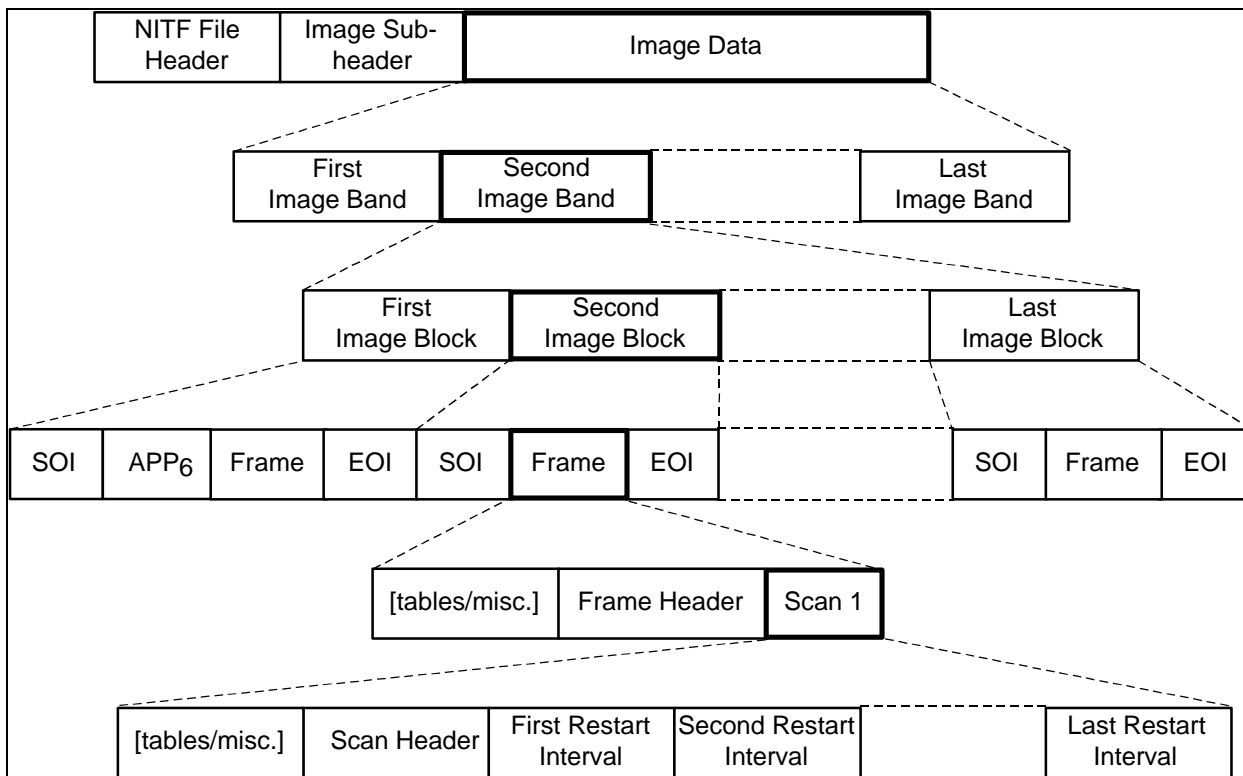 NITF File
Header
Image Sub-
header
Image Data
First
Image Band
Second
Image Band
Last
Image Band
First
Image Block
Second
Image Block
Last
Image Block
SOI
APP6
Frame
EOI
SOI
Frame
EOI
SOI
Frame
EOI
[tables/misc.]
Frame Header
Scan 1
[tables/misc.]
Scan Header
First Restart
Interval
Second Restart
Interval
Last Restart
Interval